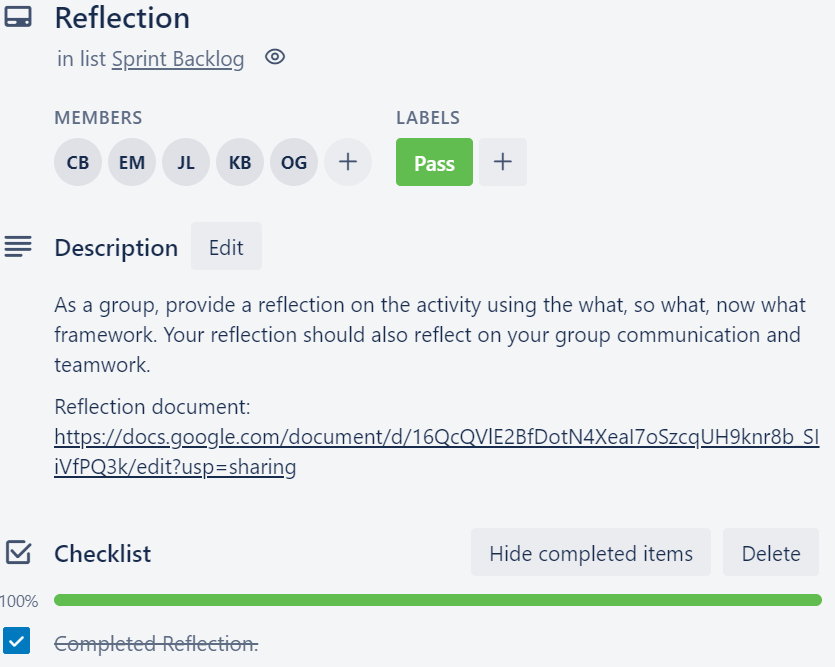 Reflection
in list Sprint Backlog
MEMBERS LABELS
CB EM JL KB OG + Pass +
Description Edit
As a group, provide a reflection on the activity using the what, so what, now what
framework. Your reflection should also reflect on your group communication and
teamwork.
Reflection document:
https://docs.google.com/document/d/16QcQVlE2BfDotN4XeaI7oSzcqUH9knr8b_SI
iVfPQ3k/edit?usp=sharing
Checklist Hide completed items Delete
100%
Completed Reflection.